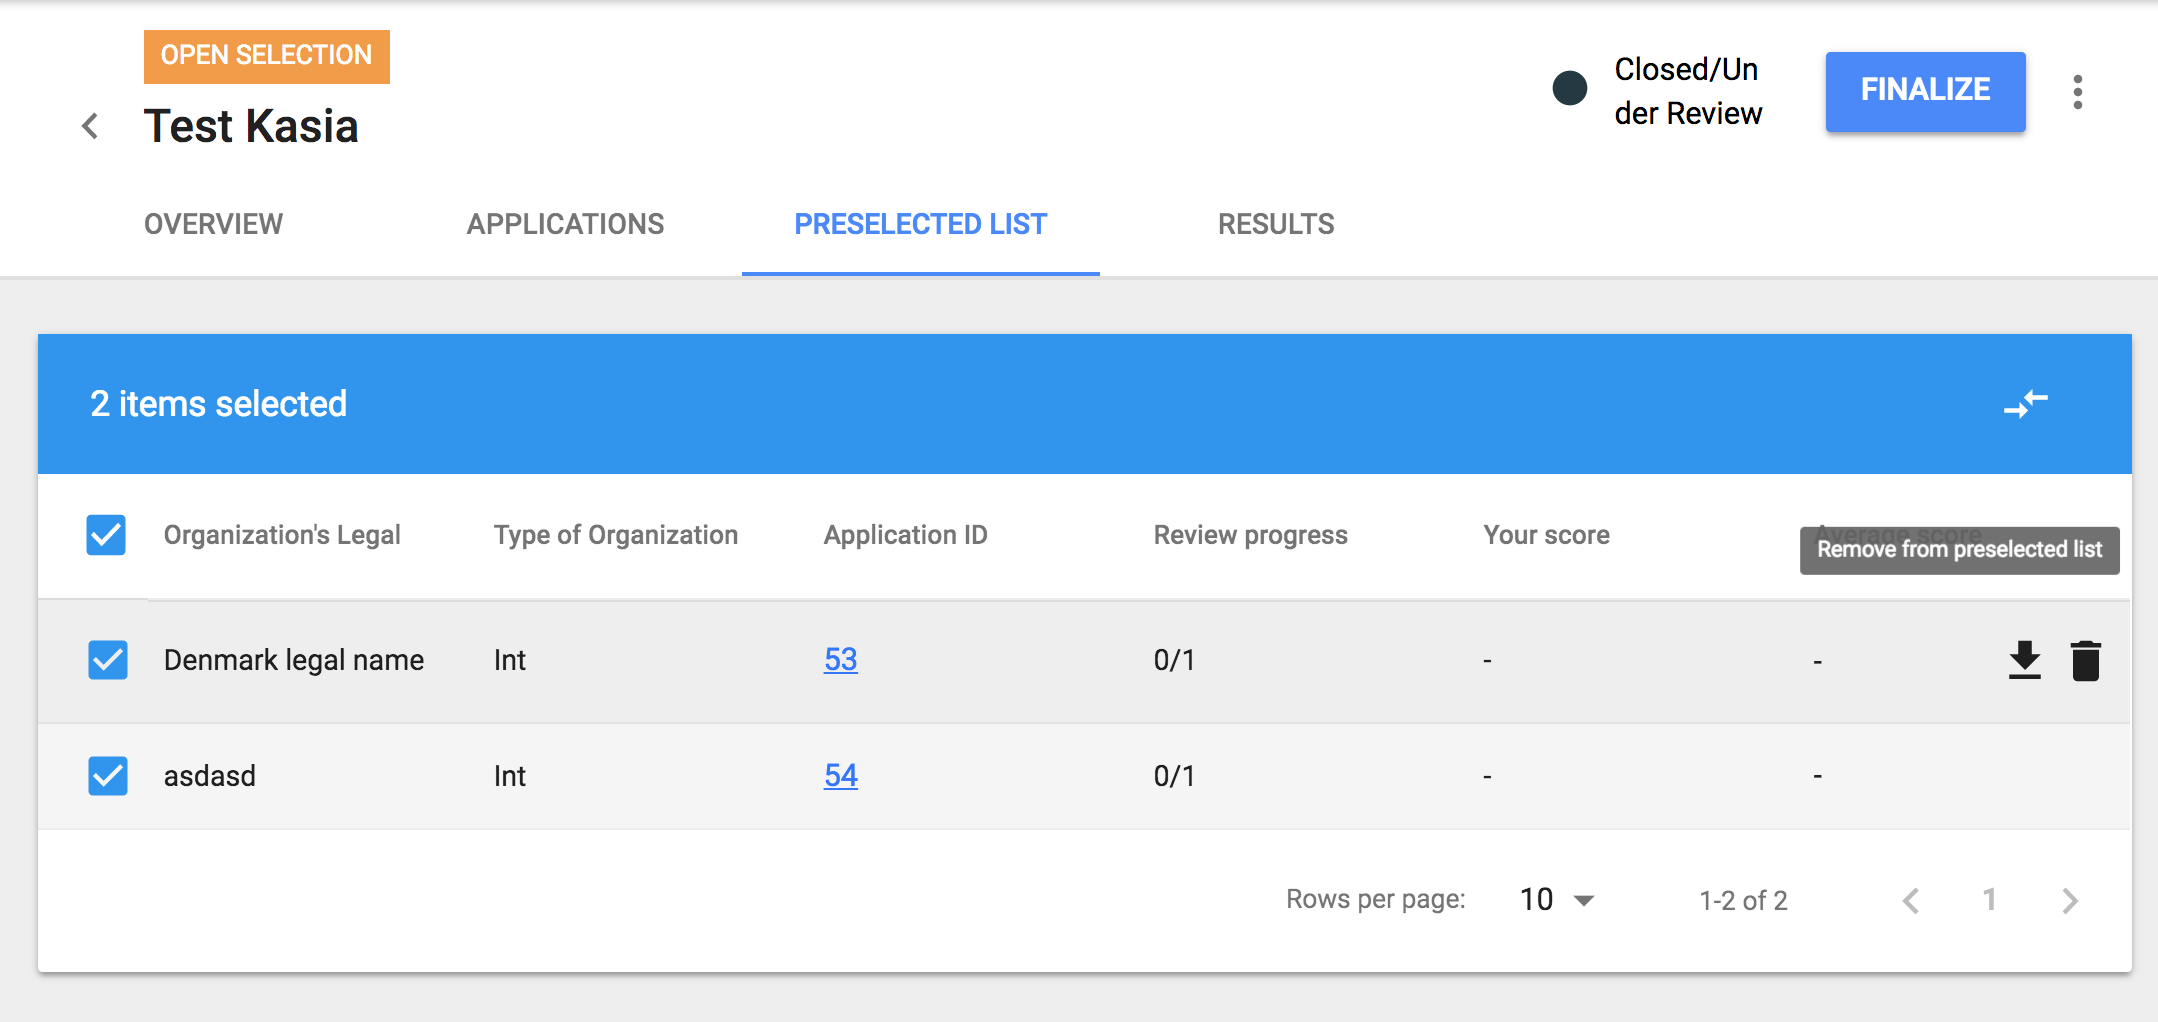 OPEN SELECTION
Test Kasia
Closed/Un
der Review
FINALIZE
OVERVIEW APPLICATIONS PRESELECTED LIST RESULTS
2 items selected
Organization's Legal Type of Organization Application ID Review progress Your score Average score
Remove from preselected list
Denmark legal name Int 53 0/1 - -
asdasd Int 54 0/1 - -
Rows per page: 10 1-2 of 2 1